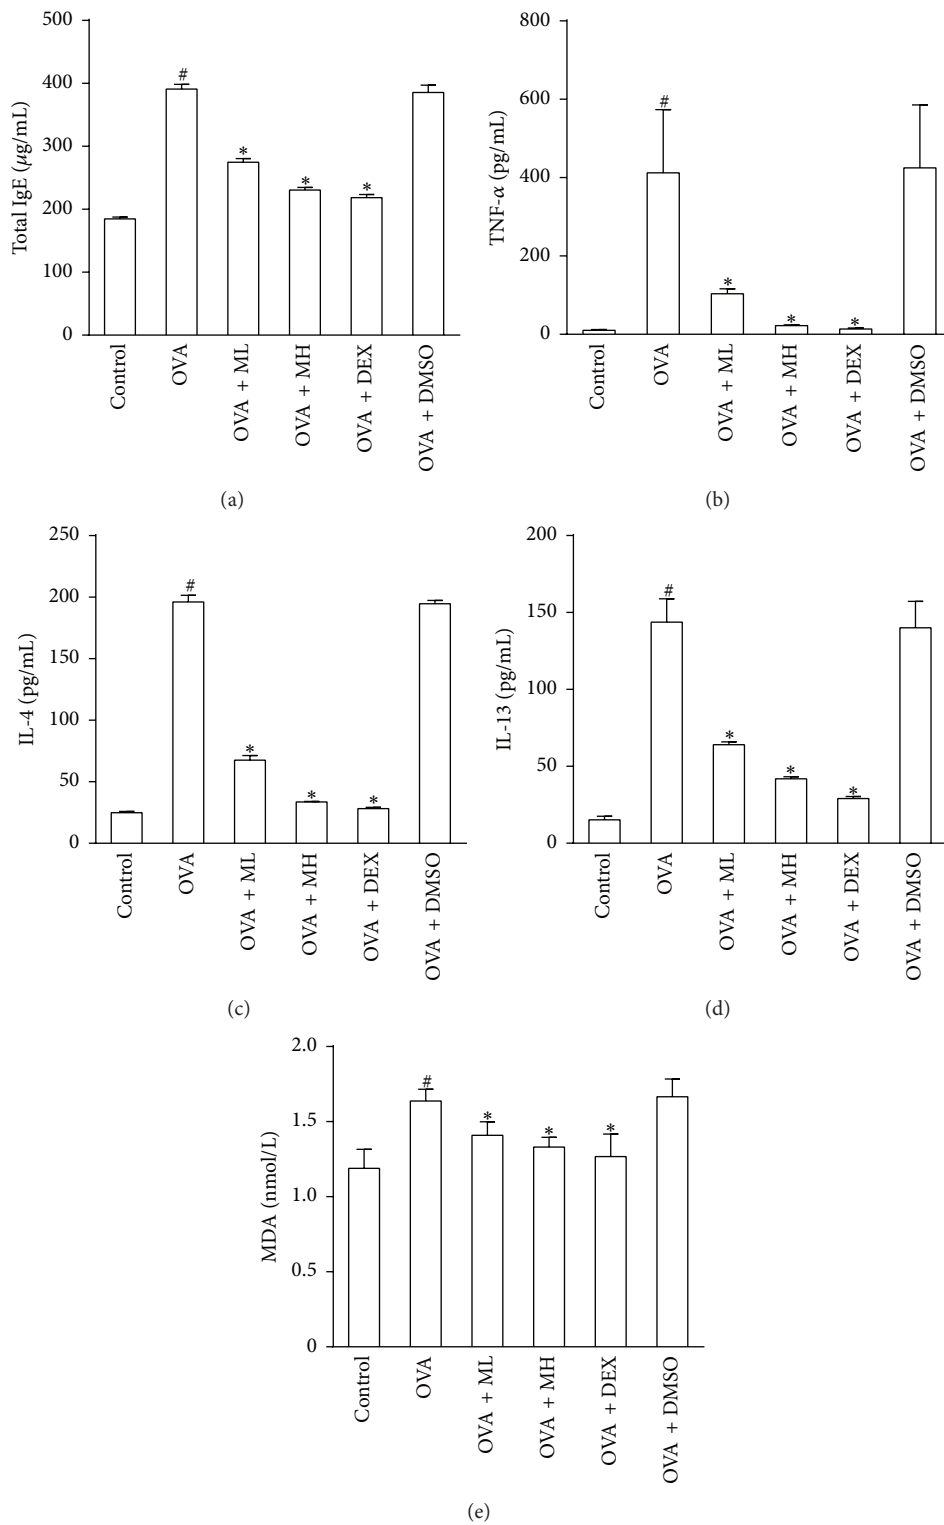 500
400
300
200
100
0
Total IgE (μg/mL)
#
*
*
*
Control
OVA
OVA + ML
OVA + MH
OVA + DEX
OVA + DMSO
(a)
800
600
400
200
0
TNF-α (pg/mL)
#
*
*
*
Control
OVA
OVA + ML
OVA + MH
OVA + DEX
OVA + DMSO
(b)
250
200
150
100
50
0
IL-4 (pg/mL)
#
*
*
*
Control
OVA
OVA + ML
OVA + MH
OVA + DEX
OVA + DMSO
(c)
200
150
100
50
0
IL-13 (pg/mL)
#
*
*
*
Control
OVA
OVA + ML
OVA + MH
OVA + DEX
OVA + DMSO
(d)
2.0
1.5
1.0
0.5
0
MDA (nmol/L)
#
*
*
*
Control
OVA
OVA + ML
OVA + MH
OVA + DEX
OVA + DMSO
(e)